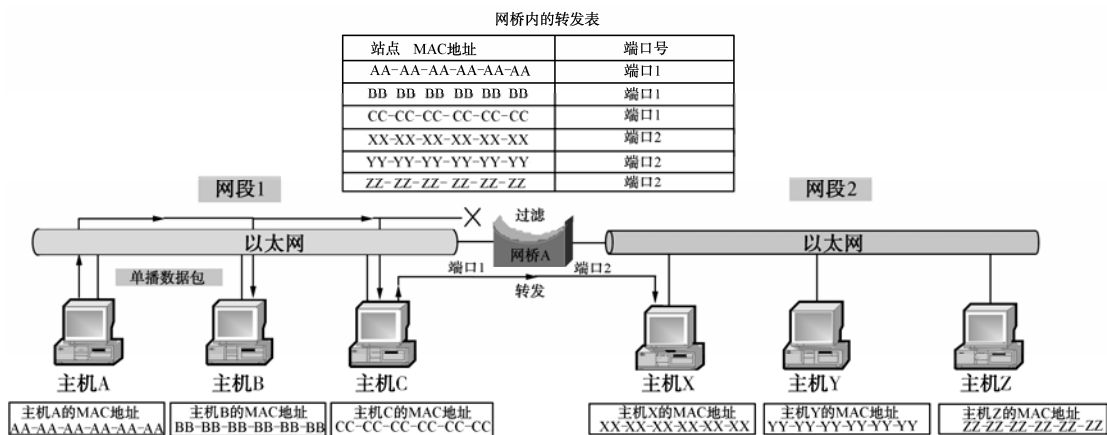 网桥内的转发表
站点 MAC地址 端口号
AA-AA-AA-AA-AA-AA 端口1
BB BB BB BB BB BB 端口1
CC-CC-CC-CC-CC-CC 端口1
XX-XX-XX-XX-XX-XX 端口2
YY-YY-YY-YY-YY-YY 端口2
ZZ-ZZ-ZZ-ZZ-ZZ-ZZ 端口2
网段1
网段2
过滤
以太网
网桥A
以太网
单播数据包
端口1
端口2
转发
主机A
主机B
主机C
主机X
主机Y
主机Z
主机A的MAC地址
AA-AA-AA-AA-AA-AA
主机B的MAC地址
BB-BB-BB-BB-BB-BB
主机C的MAC地址
CC-CC-CC-CC-CC-CC
主机X的MAC地址
XX-XX-XX-XX-XX-XX
主机Y的MAC地址
YY-YY-YY-YY-YY-YY
主机Z的MAC地址
ZZ-ZZ-ZZ-ZZ-ZZ-ZZ